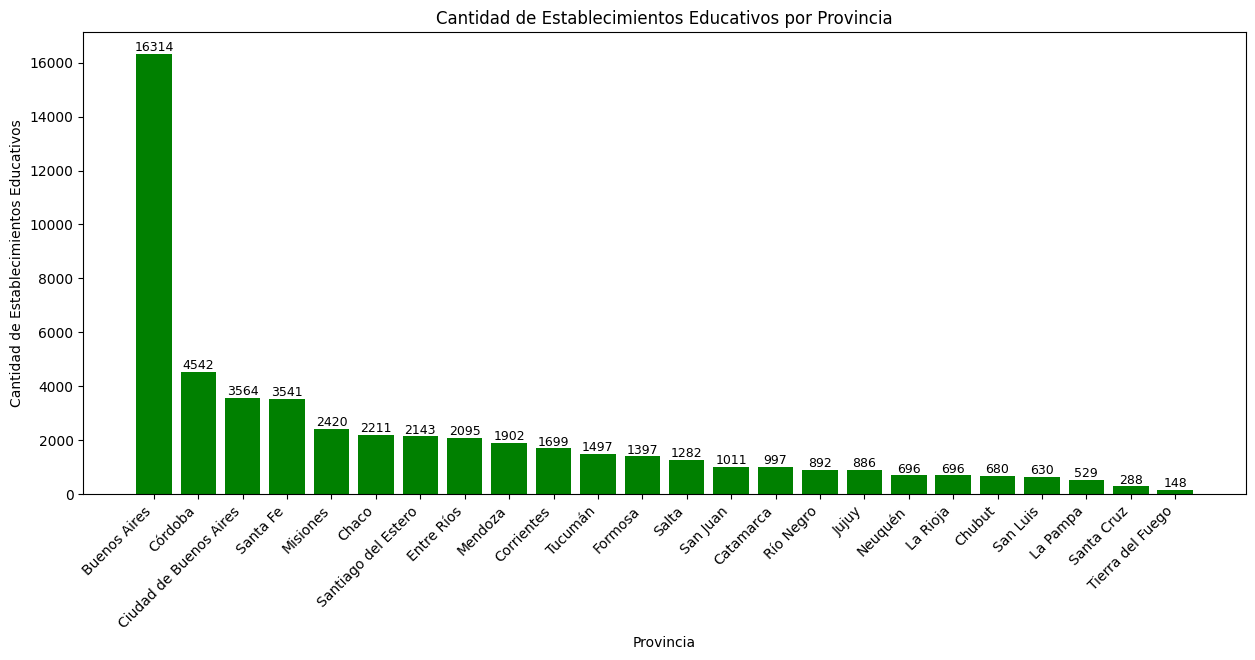 Cantidad de Establecimientos Educativos por Provincia
Cantidad de Establecimientos Educativos
16000
14000
12000
10000
8000
6000
4000
2000
0
16314
4542
3564
3541
2420
2211
2143
2095
1902
1699
1497
1397
1282
1011
997
892
886
696
696
680
630
529
288
148
Buenos Aires
Córdoba
Ciudad de Buenos Aires
Santa Fe
Misiones
Chaco
Santiago del Estero
Entre Ríos
Mendoza
Corrientes
Tucumán
Formosa
Salta
San Juan
Catamarca
Río Negro
Jujuy
Neuquén
La Rioja
Chubut
San Luis
La Pampa
Santa Cruz
Tierra del Fuego
Provincia